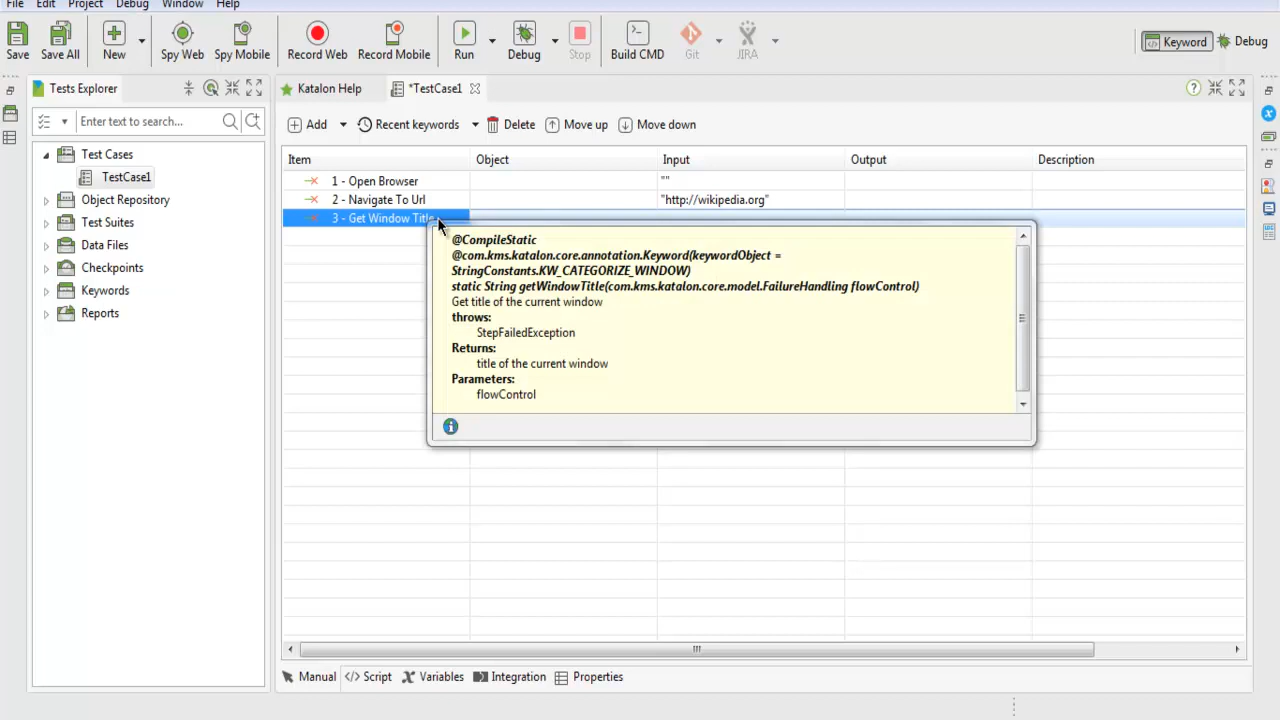 File Edit Project Debug Window Help
Save Save All New Spy Web Spy Mobile Record Web Record Mobile Run Debug Stop Build CMD Git JIRA Keyword Debug
Tests Explorer
Enter text to search...
Test Cases
TestCase1
Object Repository
Test Suites
Data Files
Checkpoints
Keywords
Reports
Katalon Help *TestCase1
Add Recent keywords Delete Move up Move down
Item Object Input Output Description
1 - Open Browser ""
2 - Navigate To Url "http://wikipedia.org"
3 - Get Window Title
@CompileStatic
@com.kms.katalon.core.annotation.Keyword(keywordObject =
StringConstants.KW_CATEGORIZE_WINDOW)
static String getWindowTitle(com.kms.katalon.core.model.FailureHandling flowControl)
Get title of the current window
throws:
StepFailedException
Returns:
title of the current window
Parameters:
flowControl
Manual Script Variables Integration Properties